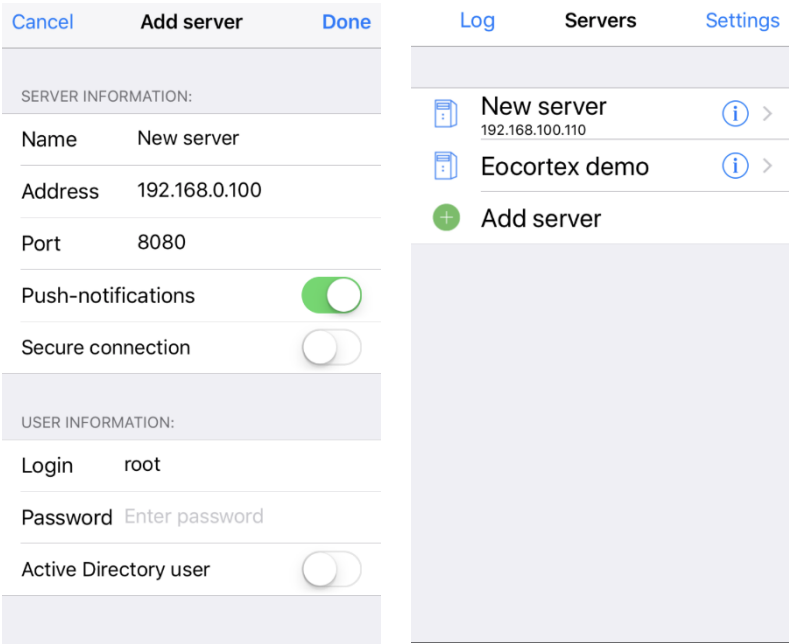 Cancel Add server Done
SERVER INFORMATION:
Name New server
Address 192.168.0.100
Port 8080
Push-notifications
Secure connection
USER INFORMATION:
Login root
Password Enter password
Active Directory user
Log Servers Settings
New server
192.168.100.110
Eocortex demo
Add server